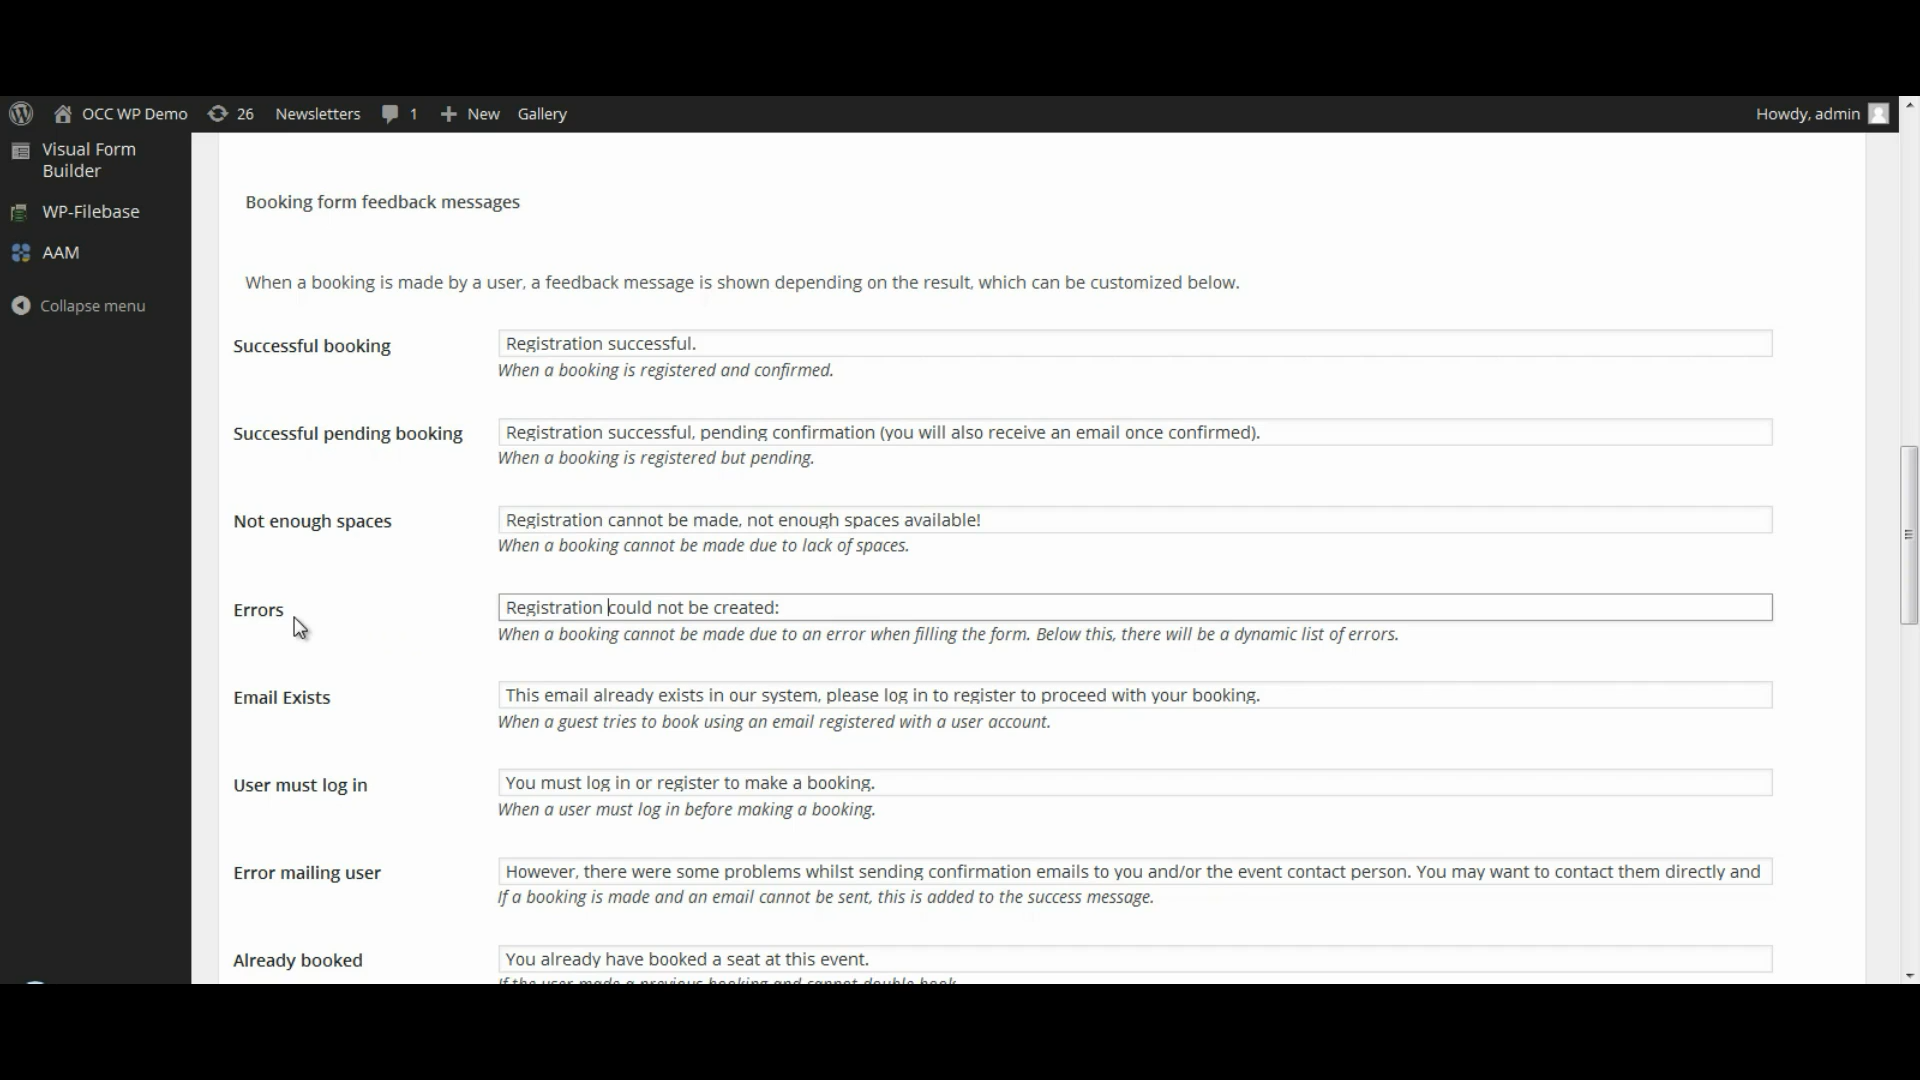 OCC WP Demo 26 Newsletters 1 New Gallery Howdy, admin
Visual Form
Builder
WP-Filebase
AAM
Collapse menu
Booking form feedback messages
When a booking is made by a user, a feedback message is shown depending on the result, which can be customized below.
Successful booking Registration successful.
When a booking is registered and confirmed.
Successful pending booking Registration successful, pending confirmation (you will also receive an email once confirmed).
When a booking is registered but pending.
Not enough spaces Registration cannot be made, not enough spaces available!
When a booking cannot be made due to lack of spaces.
Errors Registration could not be created:
When a booking cannot be made due to an error when filling the form. Below this, there will be a dynamic list of errors.
Email Exists This email already exists in our system, please log in to register to proceed with your booking.
When a guest tries to book using an email registered with a user account.
User must log in You must log in or register to make a booking.
When a user must log in before making a booking.
Error mailing user However, there were some problems whilst sending confirmation emails to you and/or the event contact person. You may want to contact them directly and
If a booking is made and an email cannot be sent, this is added to the success message.
Already booked You already have booked a seat at this event.
If the user made a previous booking and cannot double book.